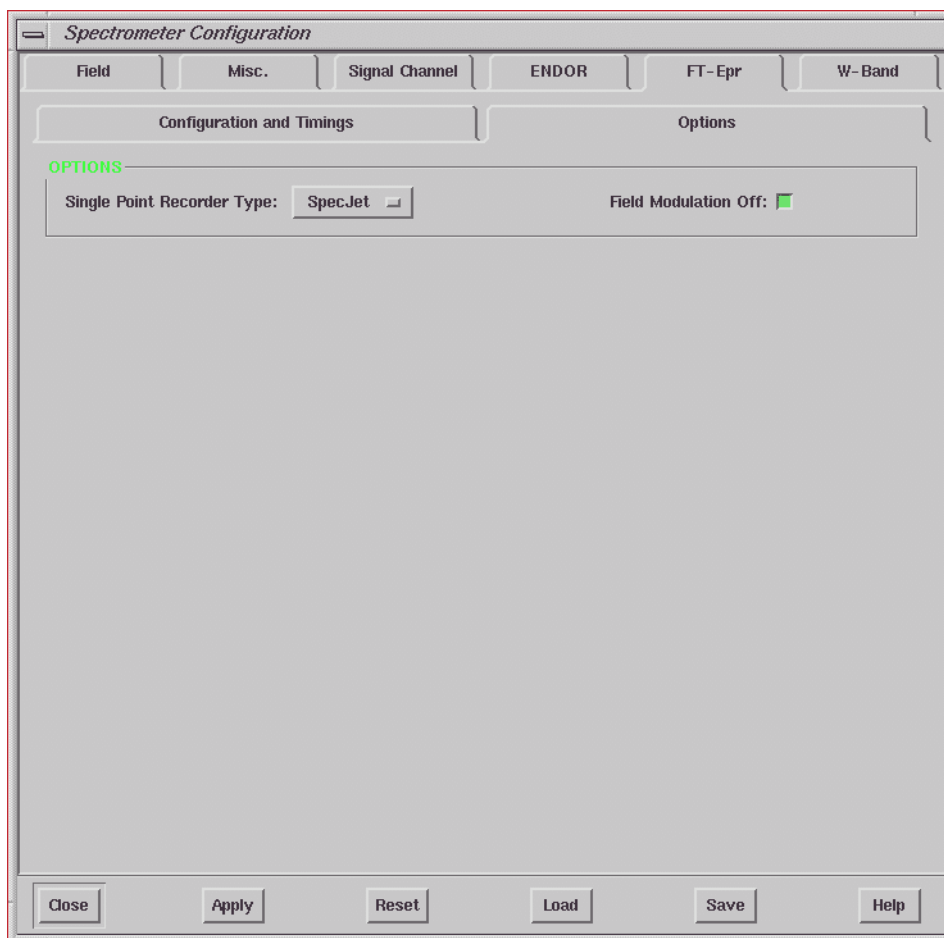 Spectrometer Configuration
Field Misc. Signal Channel ENDOR FT-Epr W-Band
Configuration and Timings Options
OPTIONS
Single Point Recorder Type: SpecJet Field Modulation Off:
Close Apply Reset Load Save Help